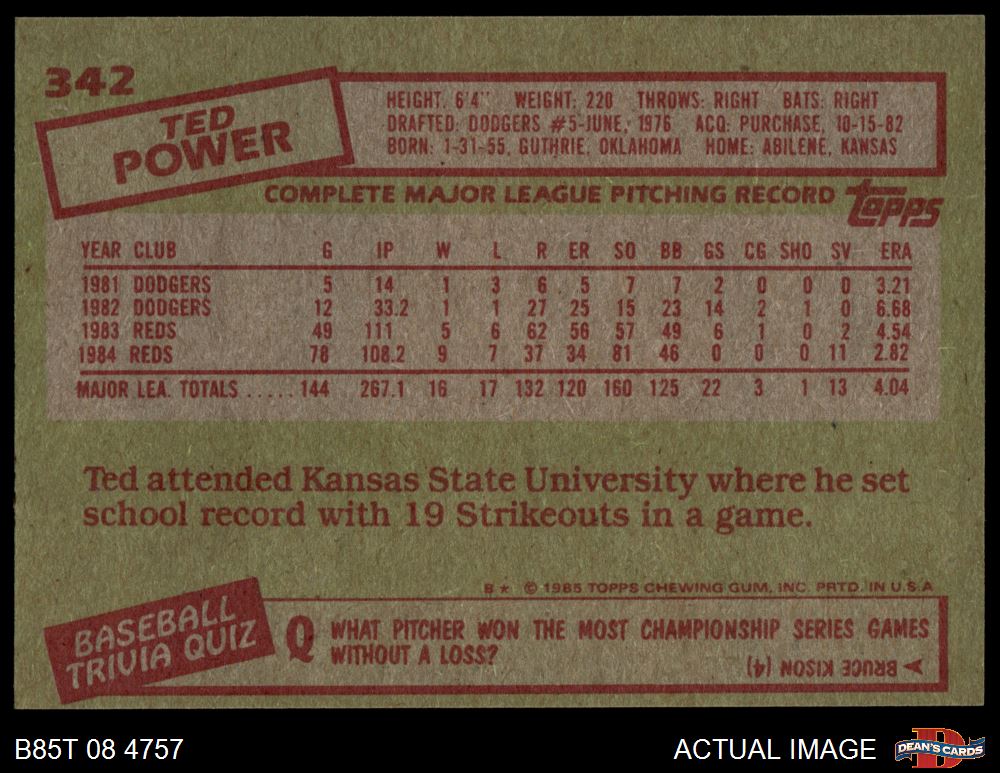 342
TED
POWER
HEIGHT: 6'4" WEIGHT: 220 THROWS: RIGHT BATS: RIGHT
DRAFTED: DODGERS #5-JUNE, 1976 ACQ: PURCHASE, 10-15-82
BORN: 1-31-55, GUTHRIE, OKLAHOMA HOME: ABILENE, KANSAS
COMPLETE MAJOR LEAGUE PITCHING RECORD topps
YEAR CLUB G IP W L R ER SO BB GS CG SHO SV ERA
1981 DODGERS 5 14 1 3 6 5 7 7 2 0 0 0 3.21
1982 DODGERS 12 33.2 1 1 27 25 15 23 14 2 1 0 6.68
1983 REDS 49 111 5 6 62 56 57 49 6 1 0 2 4.54
1984 REDS 78 108.2 9 7 37 34 81 46 0 0 0 11 2.82
MAJOR LEA. TOTALS ..... 144 267.1 16 17 132 120 160 125 22 3 1 13 4.04
Ted attended Kansas State University where he set
school record with 19 Strikeouts in a game.
B* © 1985 TOPPS CHEWING GUM, INC. PRTD. IN U.S.A
BASEBALL
TRIVIA QUIZ
Q WHAT PITCHER WON THE MOST CHAMPIONSHIP SERIES GAMES
WITHOUT A LOSS?
BRUCE KISON (4)
B85T 08 4757
ACTUAL IMAGE
D
DEAN'S CARDS